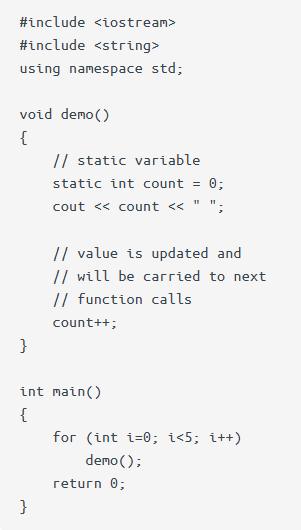 #include <iostream>
#include <string>
using namespace std;

void demo()
{
    // static variable
    static int count = 0;
    cout << count << " ";

    // value is updated and
    // will be carried to next
    // function calls
    count++;
}

int main()
{
    for (int i=0; i<5; i++)
        demo();
    return 0;
}